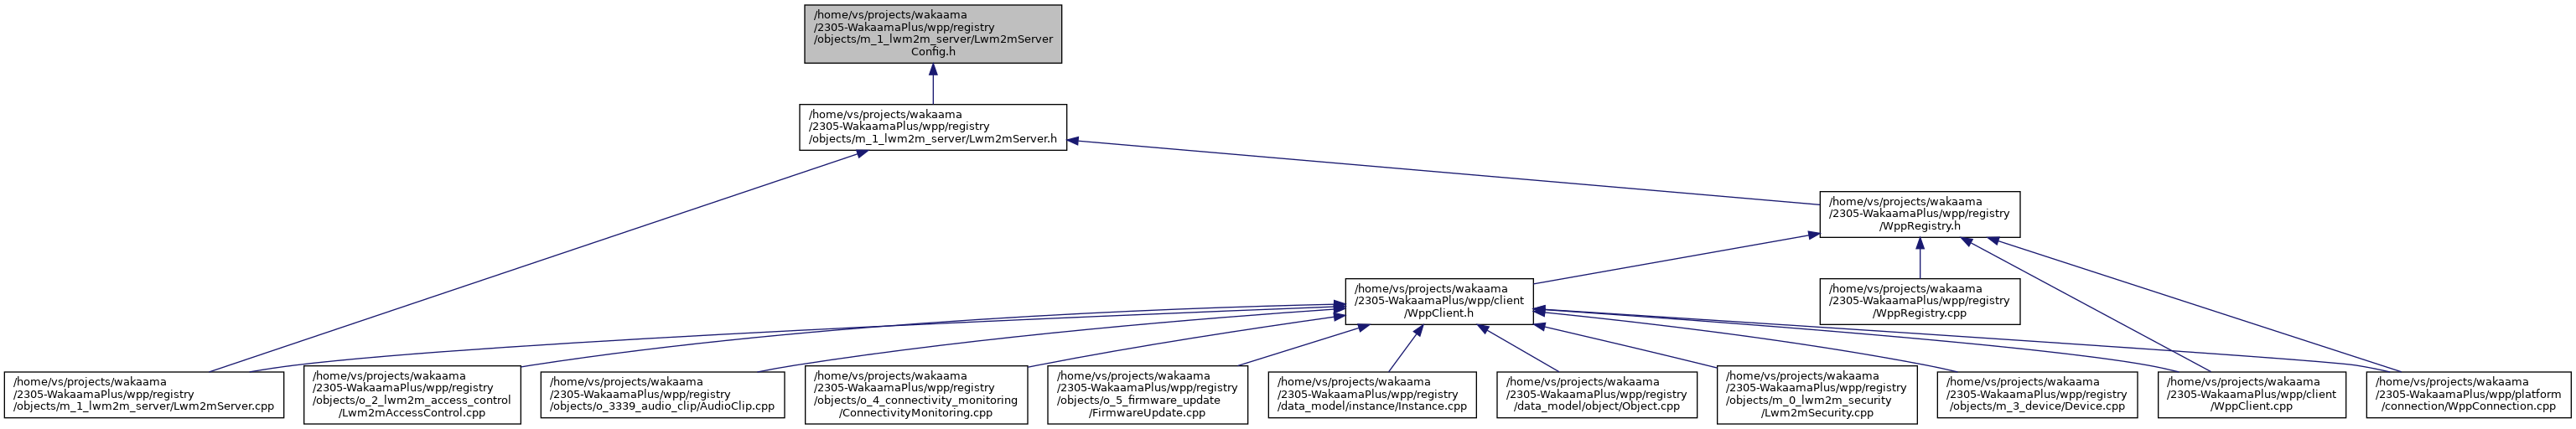 /home/vs/projects/wakaama
/2305-WakaamaPlus/wpp/registry
/objects/m_1_lwm2m_server/Lwm2mServer
Config.h
/home/vs/projects/wakaama
/2305-WakaamaPlus/wpp/registry
/objects/m_1_lwm2m_server/Lwm2mServer.h
/home/vs/projects/wakaama
/2305-WakaamaPlus/wpp/registry
/WppRegistry.h
/home/vs/projects/wakaama
/2305-WakaamaPlus/wpp/client
/WppClient.h
/home/vs/projects/wakaama
/2305-WakaamaPlus/wpp/registry
/WppRegistry.cpp
/home/vs/projects/wakaama
/2305-WakaamaPlus/wpp/registry
/objects/m_1_lwm2m_server/Lwm2mServer.cpp
/home/vs/projects/wakaama
/2305-WakaamaPlus/wpp/registry
/objects/o_2_lwm2m_access_control
/Lwm2mAccessControl.cpp
/home/vs/projects/wakaama
/2305-WakaamaPlus/wpp/registry
/objects/o_3339_audio_clip/AudioClip.cpp
/home/vs/projects/wakaama
/2305-WakaamaPlus/wpp/registry
/objects/o_4_connectivity_monitoring
/ConnectivityMonitoring.cpp
/home/vs/projects/wakaama
/2305-WakaamaPlus/wpp/registry
/objects/o_5_firmware_update
/FirmwareUpdate.cpp
/home/vs/projects/wakaama
/2305-WakaamaPlus/wpp/registry
/data_model/instance/Instance.cpp
/home/vs/projects/wakaama
/2305-WakaamaPlus/wpp/registry
/data_model/object/Object.cpp
/home/vs/projects/wakaama
/2305-WakaamaPlus/wpp/registry
/objects/m_0_lwm2m_security
/Lwm2mSecurity.cpp
/home/vs/projects/wakaama
/2305-WakaamaPlus/wpp/registry
/objects/m_3_device/Device.cpp
/home/vs/projects/wakaama
/2305-WakaamaPlus/wpp/client
/WppClient.cpp
/home/vs/projects/wakaama
/2305-WakaamaPlus/wpp/platform
/connection/WppConnection.cpp